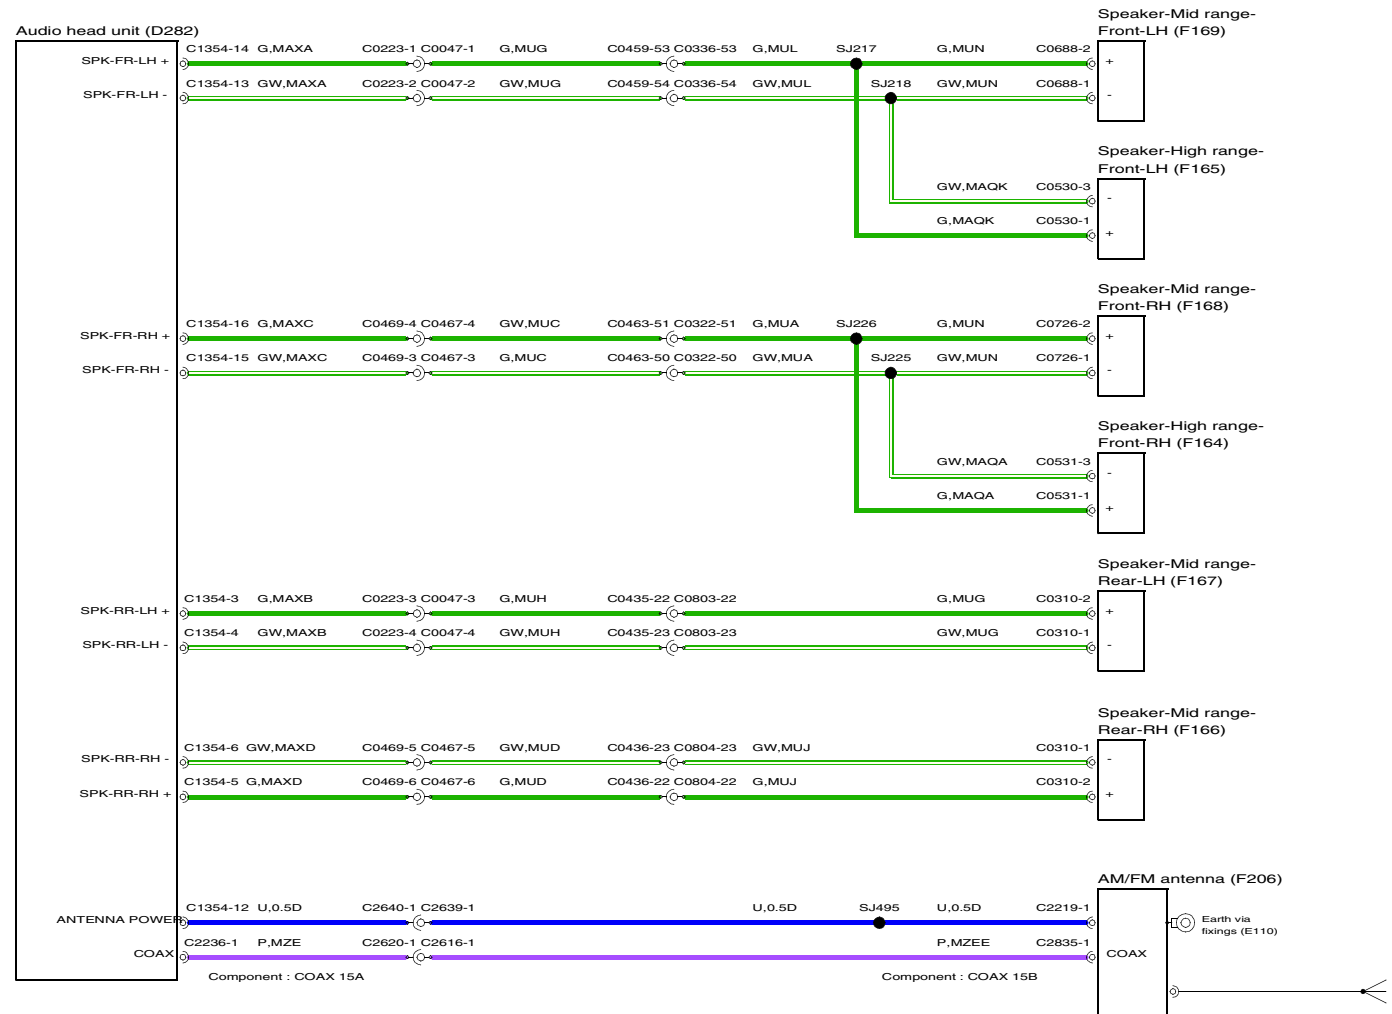 Audio head unit (D282)
Speaker-Mid range-
Front-LH (F169)
SPK-FR-LH + C1354-14 G,MAXA C0223-1 C0047-1 G,MUG C0459-53 C0336-53 G,MUL SJ217 G,MUN C0688-2 +
SPK-FR-LH - C1354-13 GW,MAXA C0223-2 C0047-2 GW,MUG C0459-54 C0336-54 GW,MUL SJ218 GW,MUN C0688-1 -
Speaker-High range-
Front-LH (F165)
GW,MAQK C0530-3 -
G,MAQK C0530-1 +
Speaker-Mid range-
Front-RH (F168)
SPK-FR-RH + C1354-16 G,MAXC C0469-4 C0467-4 GW,MUC C0463-51 C0322-51 G,MUA SJ226 G,MUN C0726-2 +
SPK-FR-RH - C1354-15 GW,MAXC C0469-3 C0467-3 G,MUC C0463-50 C0322-50 GW,MUA SJ225 GW,MUN C0726-1 -
Speaker-High range-
Front-RH (F164)
GW,MAQA C0531-3 -
G,MAQA C0531-1 +
Speaker-Mid range-
Rear-LH (F167)
SPK-RR-LH + C1354-3 G,MAXB C0223-3 C0047-3 G,MUH C0435-22 C0803-22 G,MUG C0310-2 +
SPK-RR-LH - C1354-4 GW,MAXB C0223-4 C0047-4 GW,MUH C0435-23 C0803-23 GW,MUG C0310-1 -
Speaker-Mid range-
Rear-RH (F166)
SPK-RR-RH - C1354-6 GW,MAXD C0469-5 C0467-5 GW,MUD C0436-23 C0804-23 GW,MUJ C0310-1 -
SPK-RR-RH + C1354-5 G,MAXD C0469-6 C0467-6 G,MUD C0436-22 C0804-22 G,MUJ C0310-2 +
AM/FM antenna (F206)
ANTENNA POWER C1354-12 U,0.5D C2640-1 C2639-1 U,0.5D SJ495 U,0.5D C2219-1
Earth via
fixings (E110)
COAX C2236-1 P,MZE C2620-1 C2616-1 P,MZEE C2835-1 COAX
Component : COAX 15A Component : COAX 15B